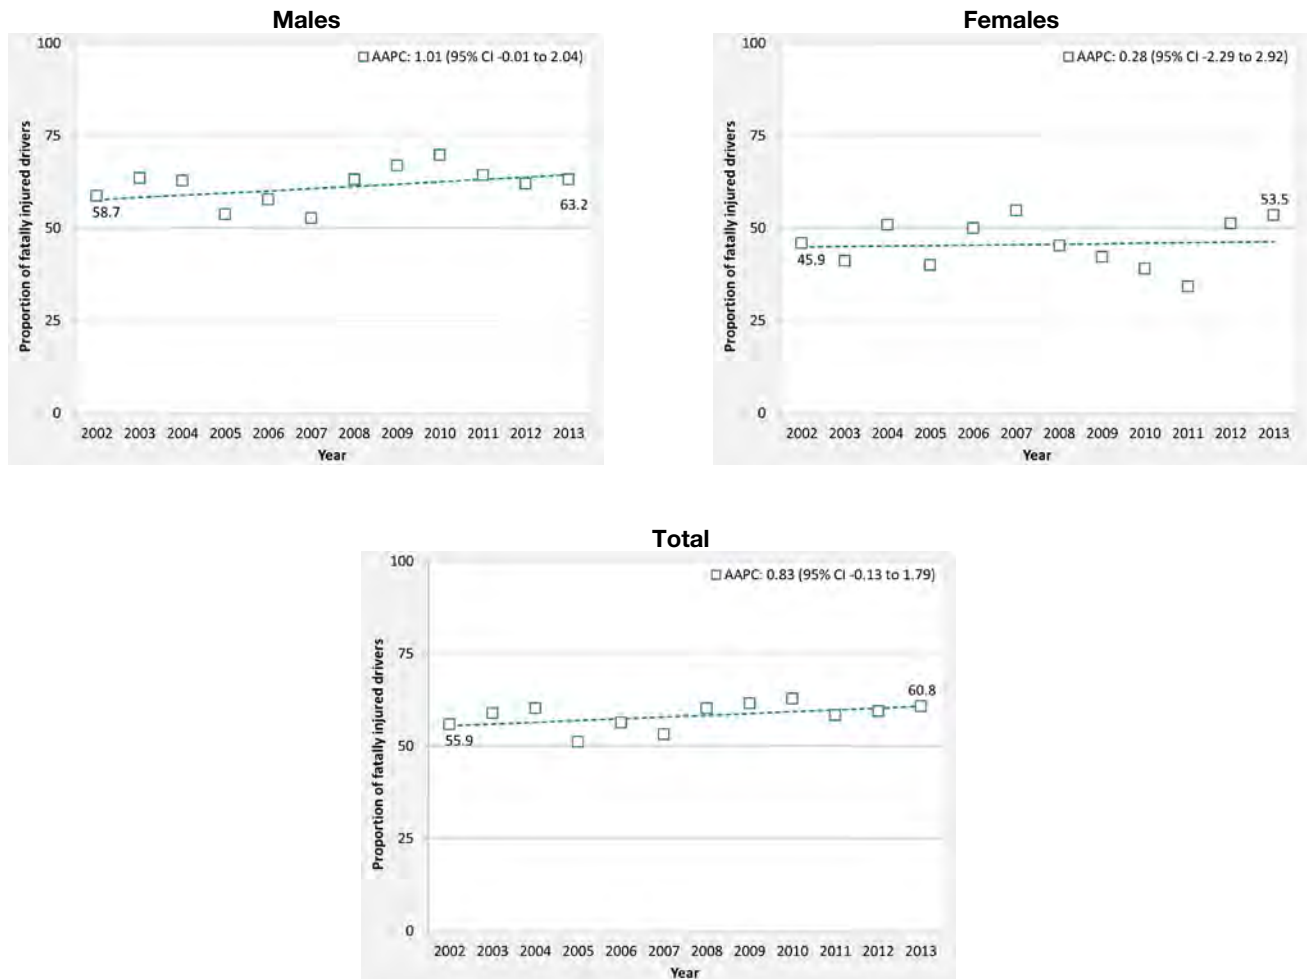 Males
100
AAPC: 1.01 (95% CI -0.01 to 2.04)
75
50
25
0
58.7
63.2
Proportion of fatally injured drivers
2002 2003 2004 2005 2006 2007 2008 2009 2010 2011 2012 2013
Year
Females
100
AAPC: 0.28 (95% CI -2.29 to 2.92)
75
50
25
0
45.9
53.5
Proportion of fatally injured drivers
2002 2003 2004 2005 2006 2007 2008 2009 2010 2011 2012 2013
Year
Total
100
AAPC: 0.83 (95% CI -0.13 to 1.79)
75
50
25
0
55.9
60.8
Proportion of fatally injured drivers
2002 2003 2004 2005 2006 2007 2008 2009 2010 2011 2012 2013
Year